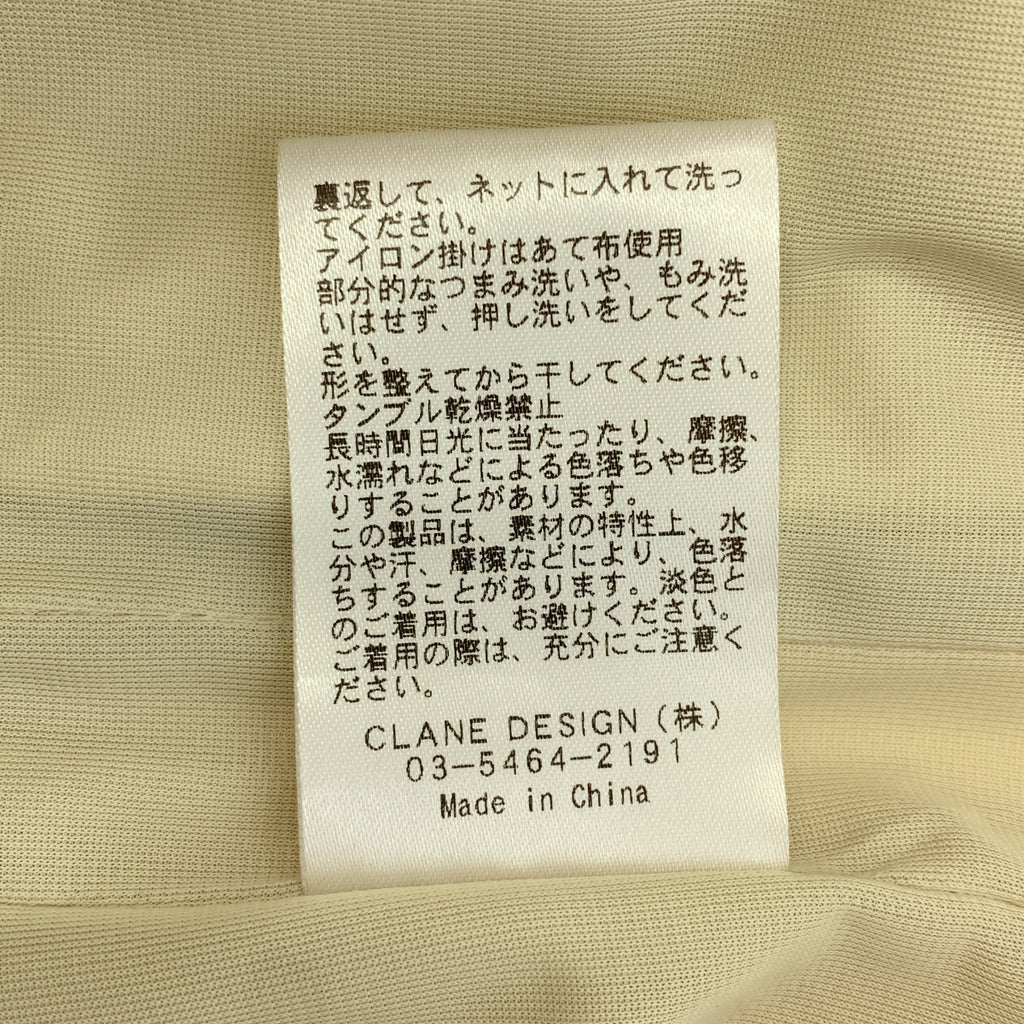 裏返して、ネットに入れて洗っ
てください。
アイロン掛けはあて布使用
部分的なつまみ洗いや、もみ洗
いはせず、押し洗いをしてくだ
さい。
形を整えてから干してください。
タンブル乾燥禁止
長時間日光に当たったり、摩擦、
水濡れなどによる色落ちや色移
りすることがあります。
この製品は、素材の特性上、水
分や汗、摩擦などにより、色落
ちすることがあります。淡色と
のご着用は、お避けください。
ご着用の際は、充分にご注意く
ださい。
CLANE DESIGN（株）
03-5464-2191
Made in China